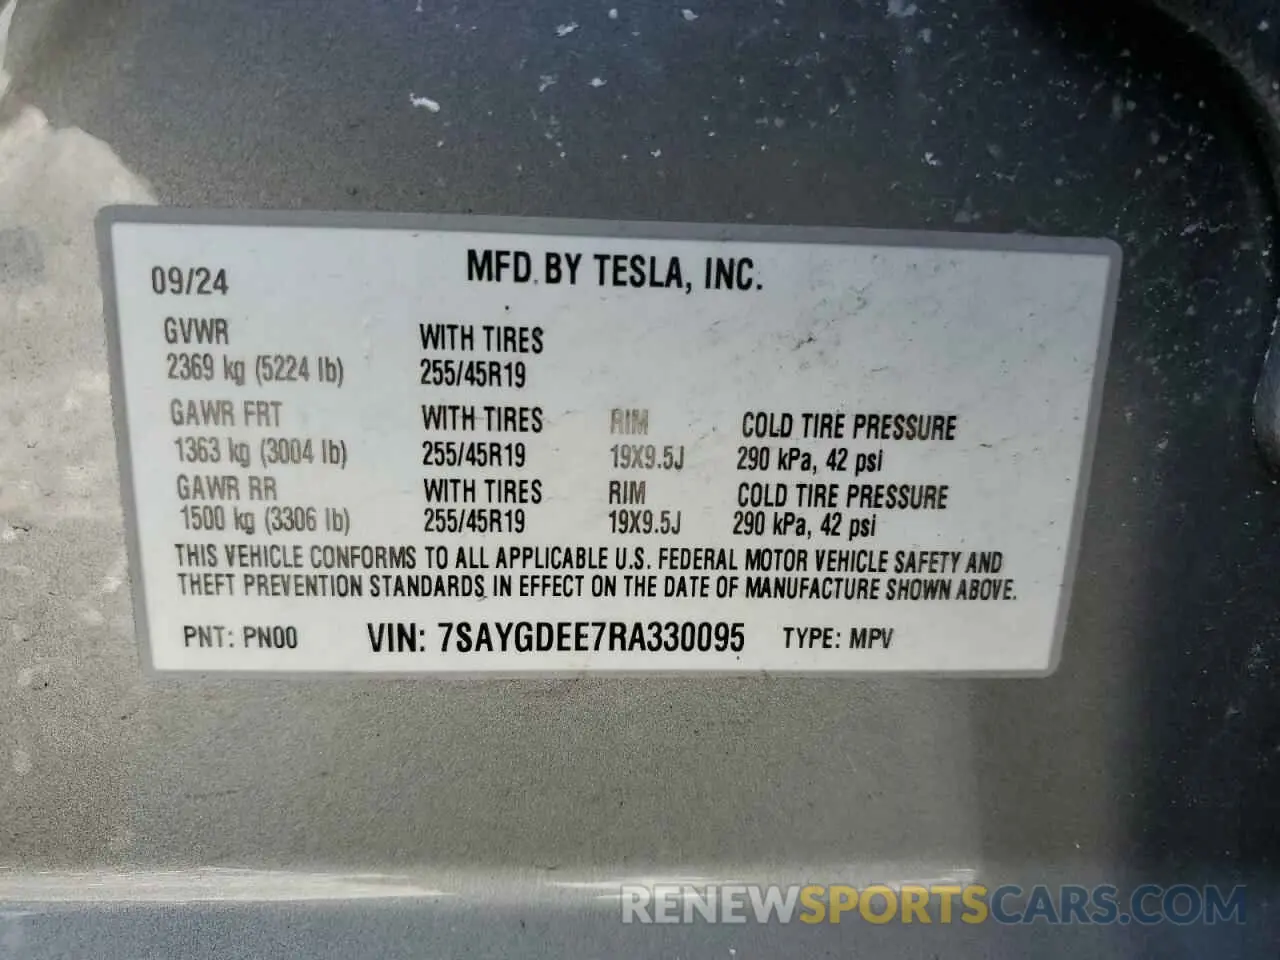 09/24 MFD. BY TESLA, INC.
GVWR WITH TIRES
2369 kg (5224 lb) 255/45R19
GAWR FRT WITH TIRES RIM COLD TIRE PRESSURE
1363 kg (3004 lb) 255/45R19 19X9.5J 290 kPa, 42 psi
GAWR RR WITH TIRES RIM COLD TIRE PRESSURE
1500 kg (3306 lb) 255/45R19 19X9.5J 290 kPa, 42 psi
THIS VEHICLE CONFORMS TO ALL APPLICABLE U.S. FEDERAL MOTOR VEHICLE SAFETY AND
THEFT PREVENTION STANDARDS IN EFFECT ON THE DATE OF MANUFACTURE SHOWN ABOVE.
PNT: PN00 VIN: 7SAYGDEE7RA330095 TYPE: MPV
RENEWSPORTSCARS.COM